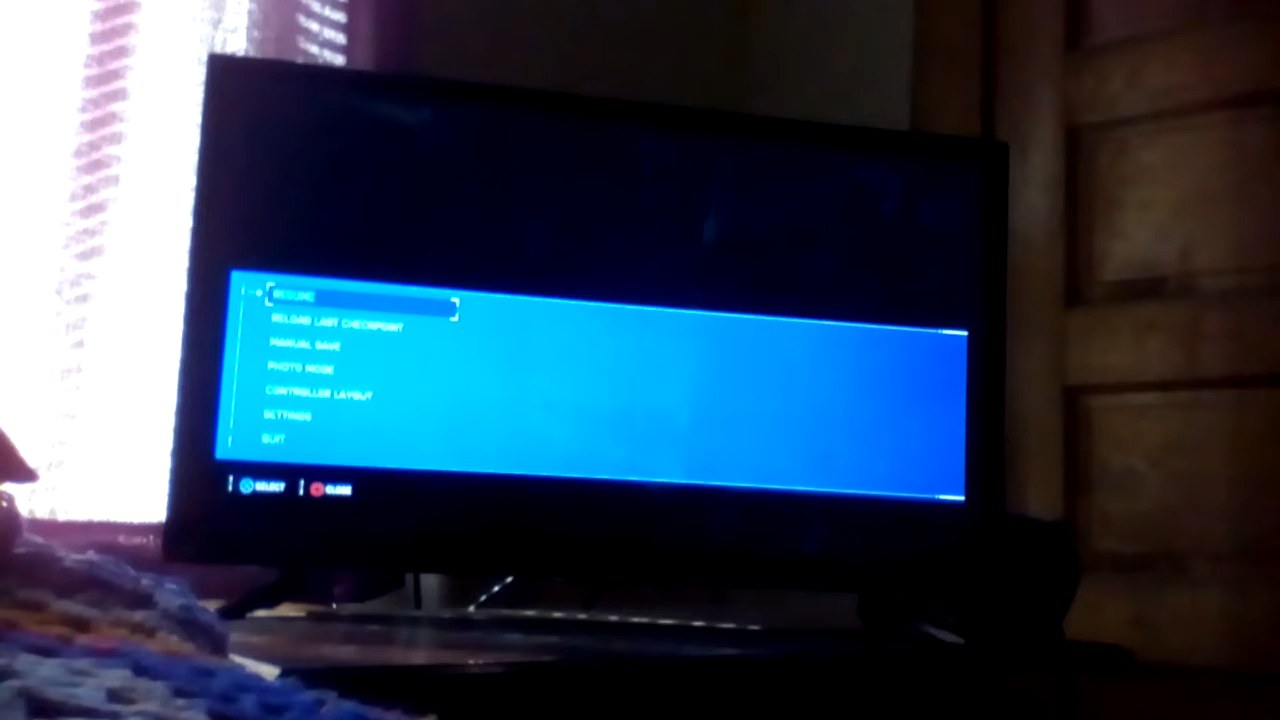 RESUME
RELOAD LAST CHECKPOINT
MANUAL SAVE
PHOTO MODE
CONTROLLER LAYOUT
SETTINGS
QUIT
SELECT CLOSE